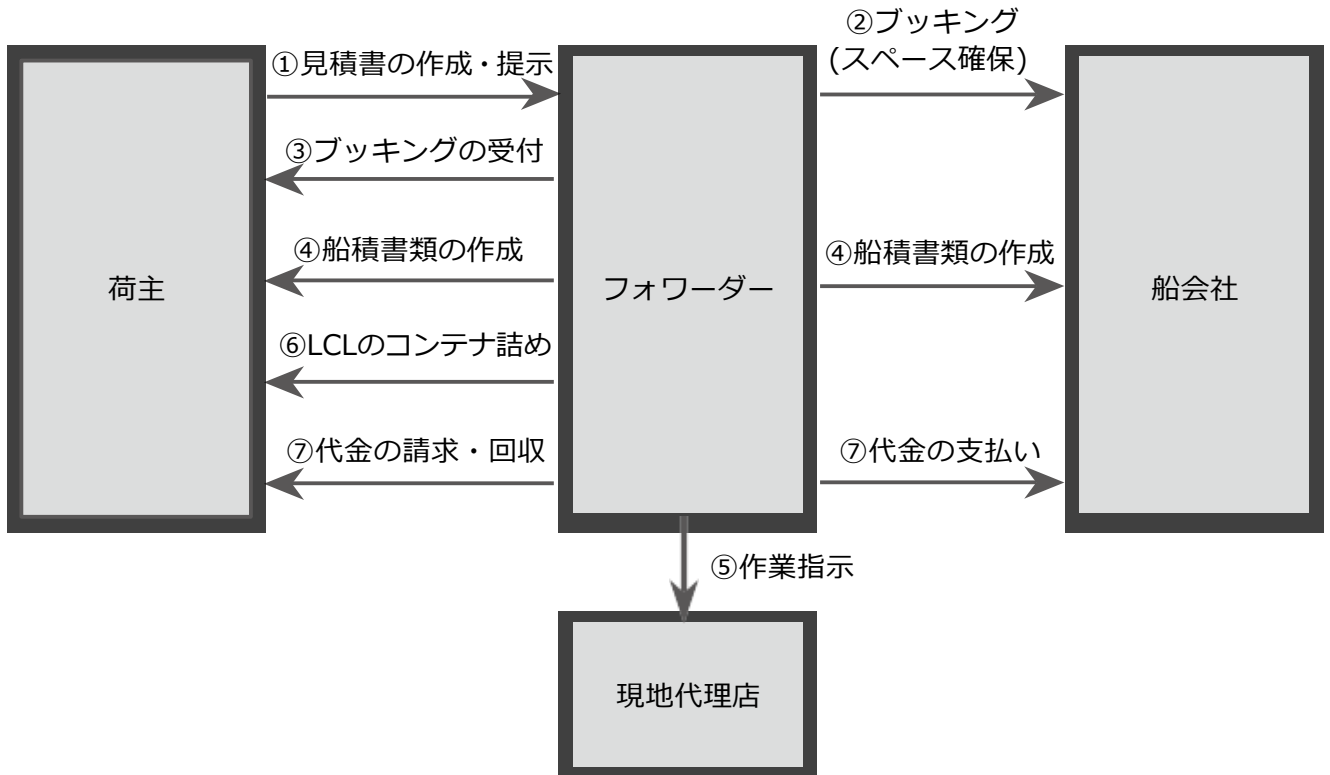 ②ブッキング
(スペース確保)
①見積書の作成・提示
③ブッキングの受付
④船積書類の作成
④船積書類の作成
荷主
フォワーダー
船会社
⑥LCLのコンテナ詰め
⑦代金の請求・回収
⑦代金の支払い
⑤作業指示
現地代理店